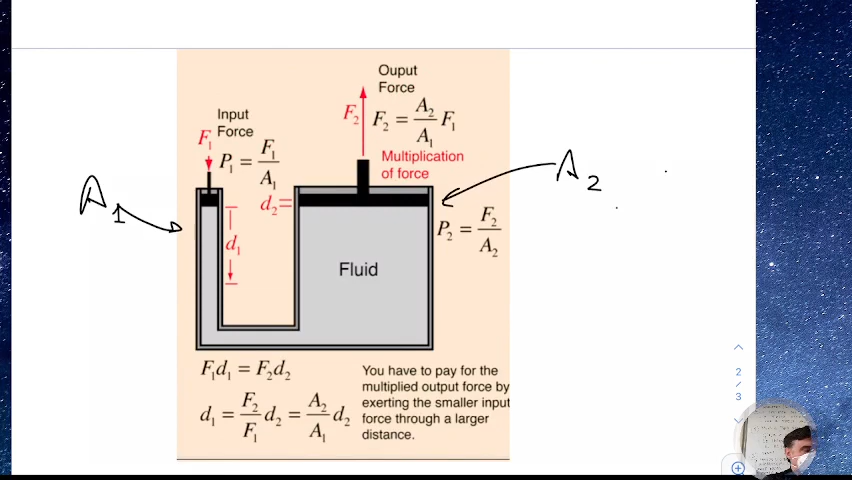 Ouput
Force
F₂
F₂ = A₂/A₁ F₁
Multiplication
of force
Input
Force
F₁
P₁ = F₁/A₁
A₁
A₂
d₂=
d₁
P₂ = F₂/A₂
Fluid
F₁d₁ = F₂d₂
d₁ = F₂/F₁ d₂ = A₂/A₁ d₂
You have to pay for the
multiplied output force by
exerting the smaller input
force through a larger
distance.
2
/
3